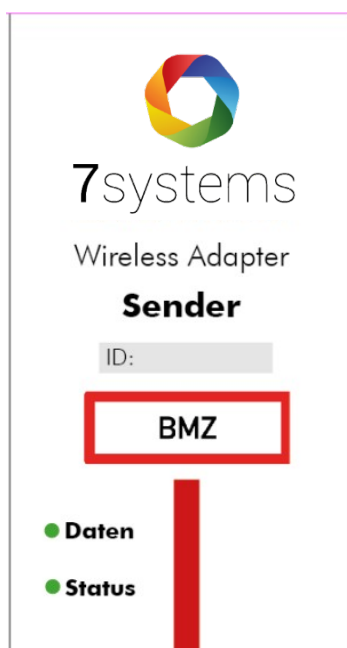 7systems
Wireless Adapter
Sender
ID:
BMZ
Daten
Status